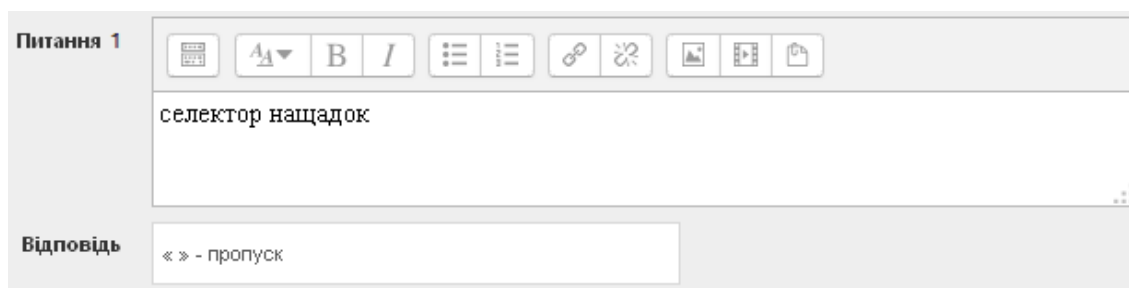 Питання 1
селектор нащадок
Відповідь
« » - пропуск